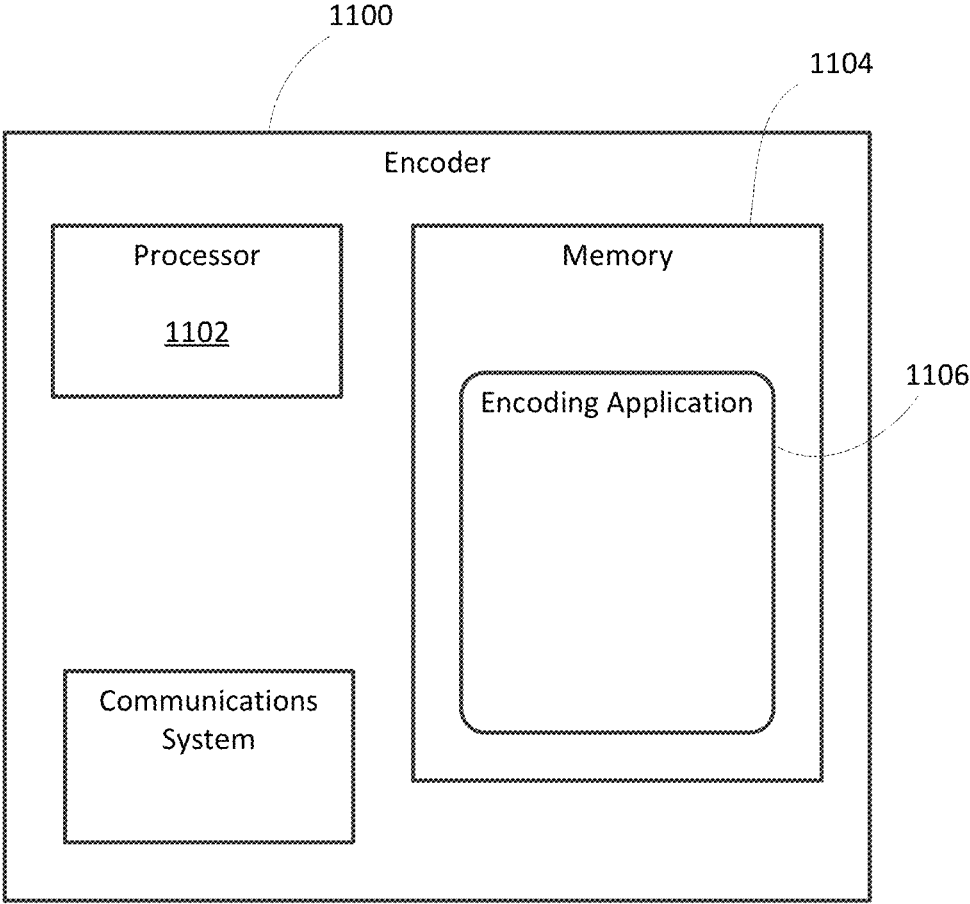 1100
1104
Encoder
Processor
Memory
1102
1106
Encoding Application
Communications
System